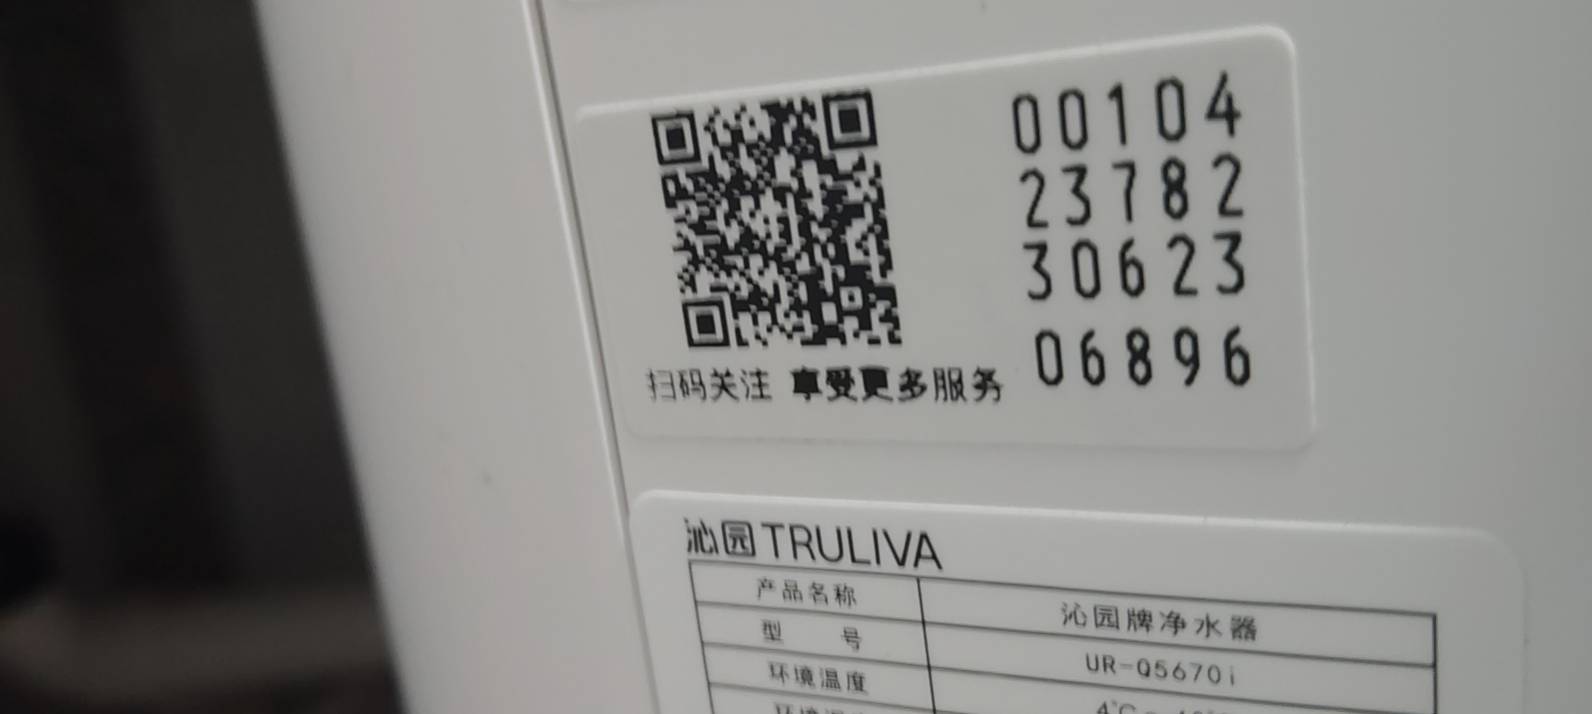 00104
23782
30623
06896
扫码关注 享受更多服务
沁园TRULIVA
产品名称 沁园牌净水器
型 号 UR-Q5670i
环境温度